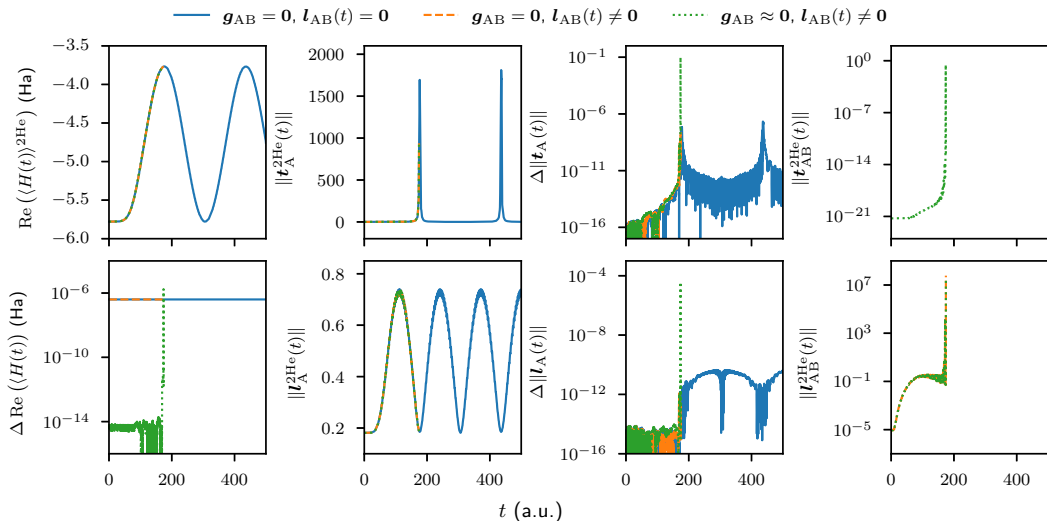 g_AB = 0, l_AB(t) = 0   g_AB = 0, l_AB(t) ≠ 0   g_AB ≈ 0, l_AB(t) ≠ 0
Re (⟨H(t)⟩^2He) (Ha)
−3.5
−4.0
−4.5
−5.0
−5.5
−6.0
||t_A^2He(t)||
2000
1500
1000
500
0
Δ||t_A(t)||
10^−1
10^−6
10^−11
10^−16
||t_AB^2He(t)||
10^0
10^−7
10^−14
10^−21
Δ Re (⟨H(t)⟩) (Ha)
10^−6
10^−10
10^−14
0 200 400
||l_A^2He(t)||
0.8
0.6
0.4
0.2
0 200 400
Δ||l_A(t)||
10^−4
10^−8
10^−12
10^−16
0 200 400
||l_AB^2He(t)||
10^7
10^3
10^−1
10^−5
0 200 400
t (a.u.)